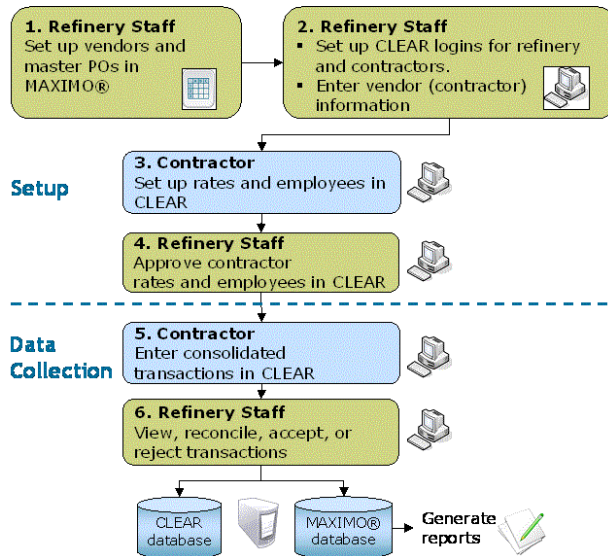 1. Refinery Staff
Set up vendors and
master POs in
MAXIMO®
2. Refinery Staff
▪ Set up CLEAR logins for refinery
and contractors.
▪ Enter vendor (contractor)
information
Setup
3. Contractor
Set up rates and employees in
CLEAR
4. Refinery Staff
Approve contractor
rates and employees in CLEAR
Data
Collection
5. Contractor
Enter consolidated
transactions in CLEAR
6. Refinery Staff
View, reconcile, accept, or
reject transactions
CLEAR
database
MAXIMO®
database
Generate
reports